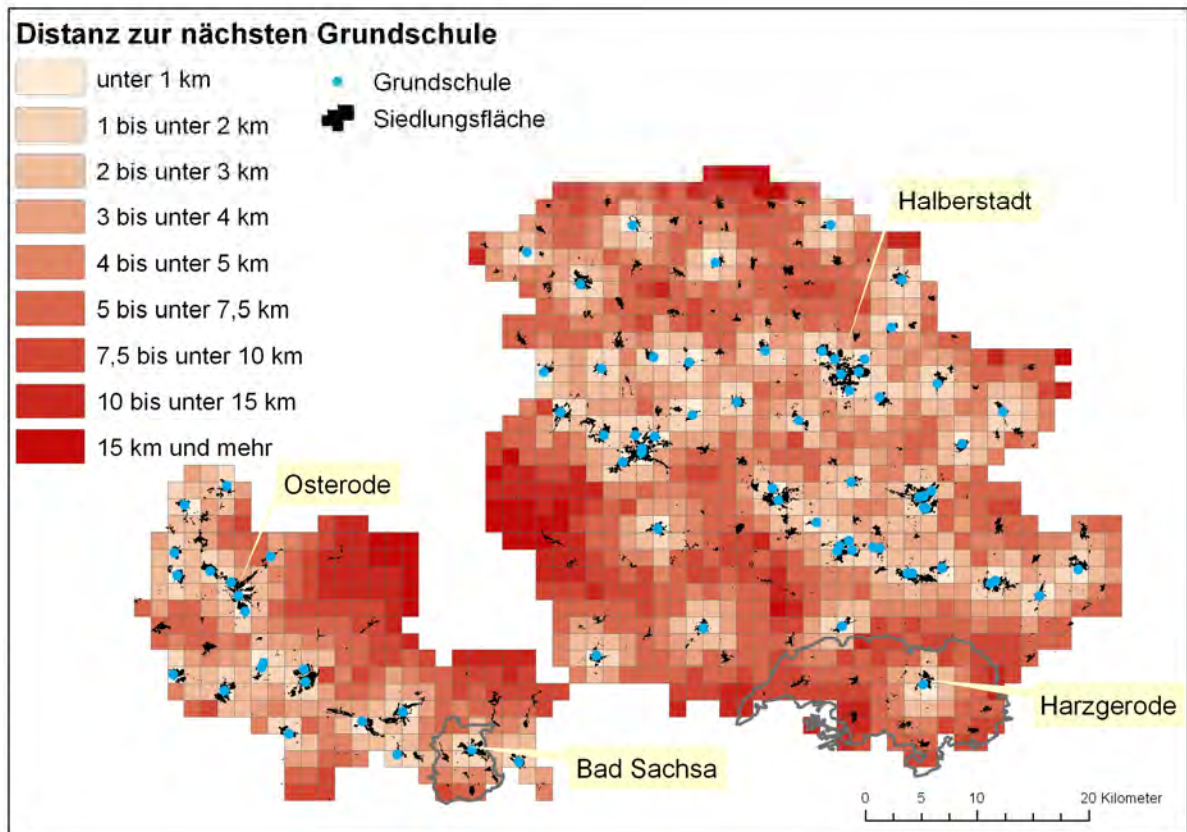 Distanz zur nächsten Grundschule
unter 1 km
1 bis unter 2 km
2 bis unter 3 km
3 bis unter 4 km
4 bis unter 5 km
5 bis unter 7,5 km
7,5 bis unter 10 km
10 bis unter 15 km
15 km und mehr
Grundschule
Siedlungsfläche
Halberstadt
Osterode
Harzgerode
Bad Sachsa
0 5 10 20 Kilometer